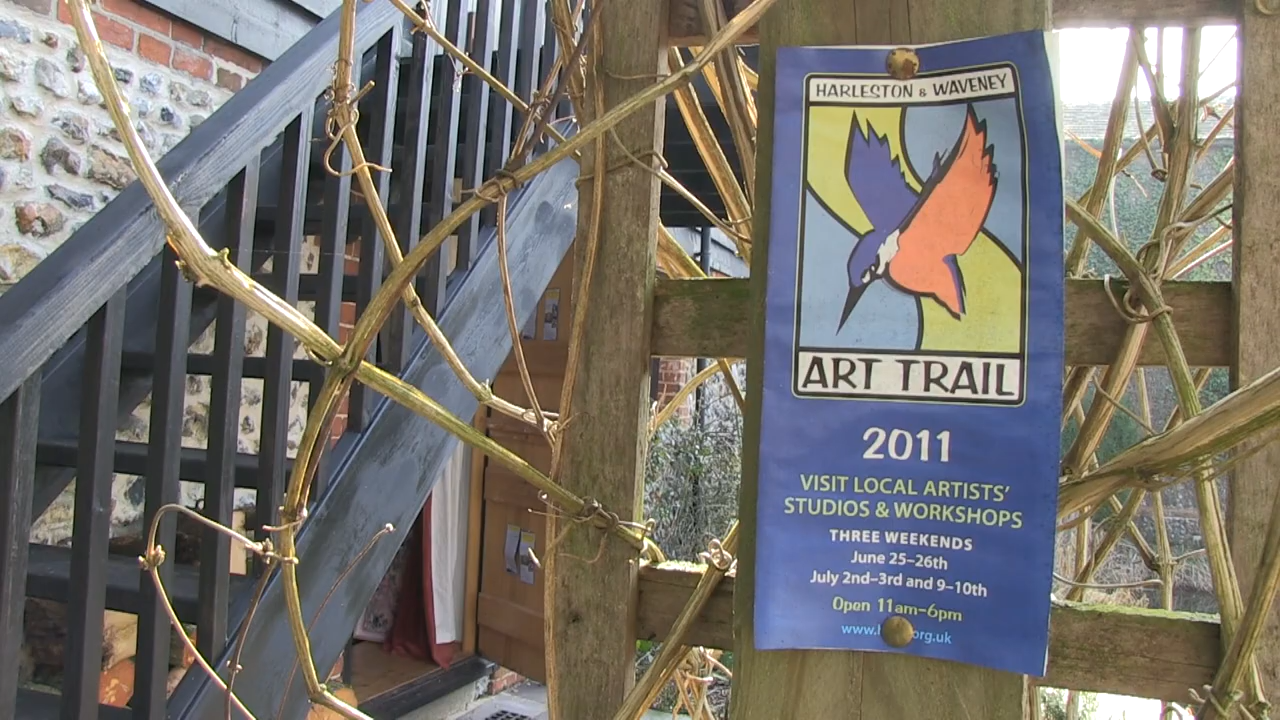 HARLESTON & WAVENEY
ART TRAIL
2011
VISIT LOCAL ARTISTS'
STUDIOS & WORKSHOPS
THREE WEEKENDS
June 25–26th
July 2nd–3rd and 9–10th
Open 11am–6pm